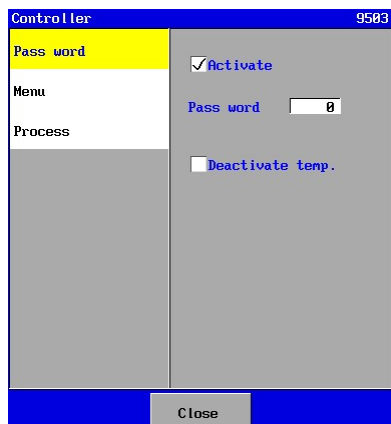 Controller 9503
Pass word
Menu
Process
Activate
Pass word 0
Deactivate temp.
Close